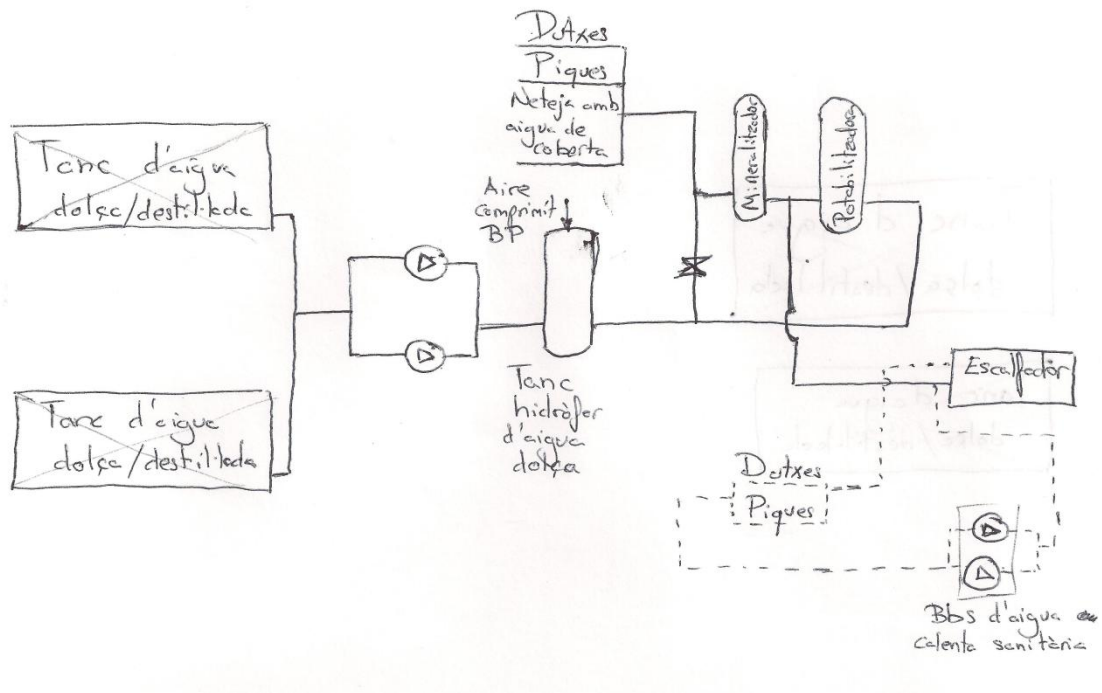 Dutxes
Piques
Neteja amb
aigua de
coberta
Mineralitzador
Potabilitzadora
Tanc d'aigua
dolça/destil·lada
Aire
comprimit
BP
Tanc
hidròfer
d'aigua
dolça
Escalfador
Tanc d'aigua
dolça/destil·lada
Dutxes
Piques
Bbs d'aigua
calenta sanitària